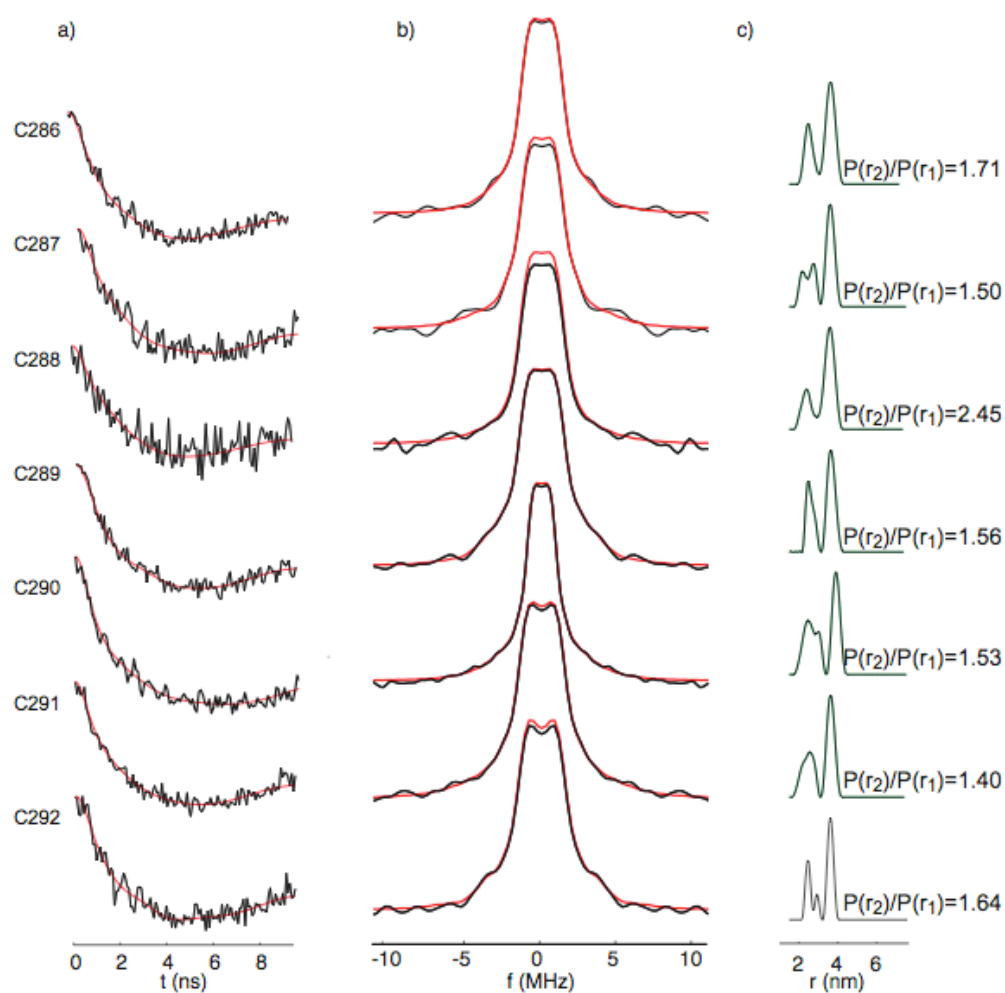 a)
b)
c)
C286
C287
C288
C289
C290
C291
C292
P(r2)/P(r1)=1.71
P(r2)/P(r1)=1.50
P(r2)/P(r1)=2.45
P(r2)/P(r1)=1.56
P(r2)/P(r1)=1.53
P(r2)/P(r1)=1.40
P(r2)/P(r1)=1.64
0 2 4 6 8
t (ns)
-10 -5 0 5 10
f (MHz)
2 4 6
r (nm)